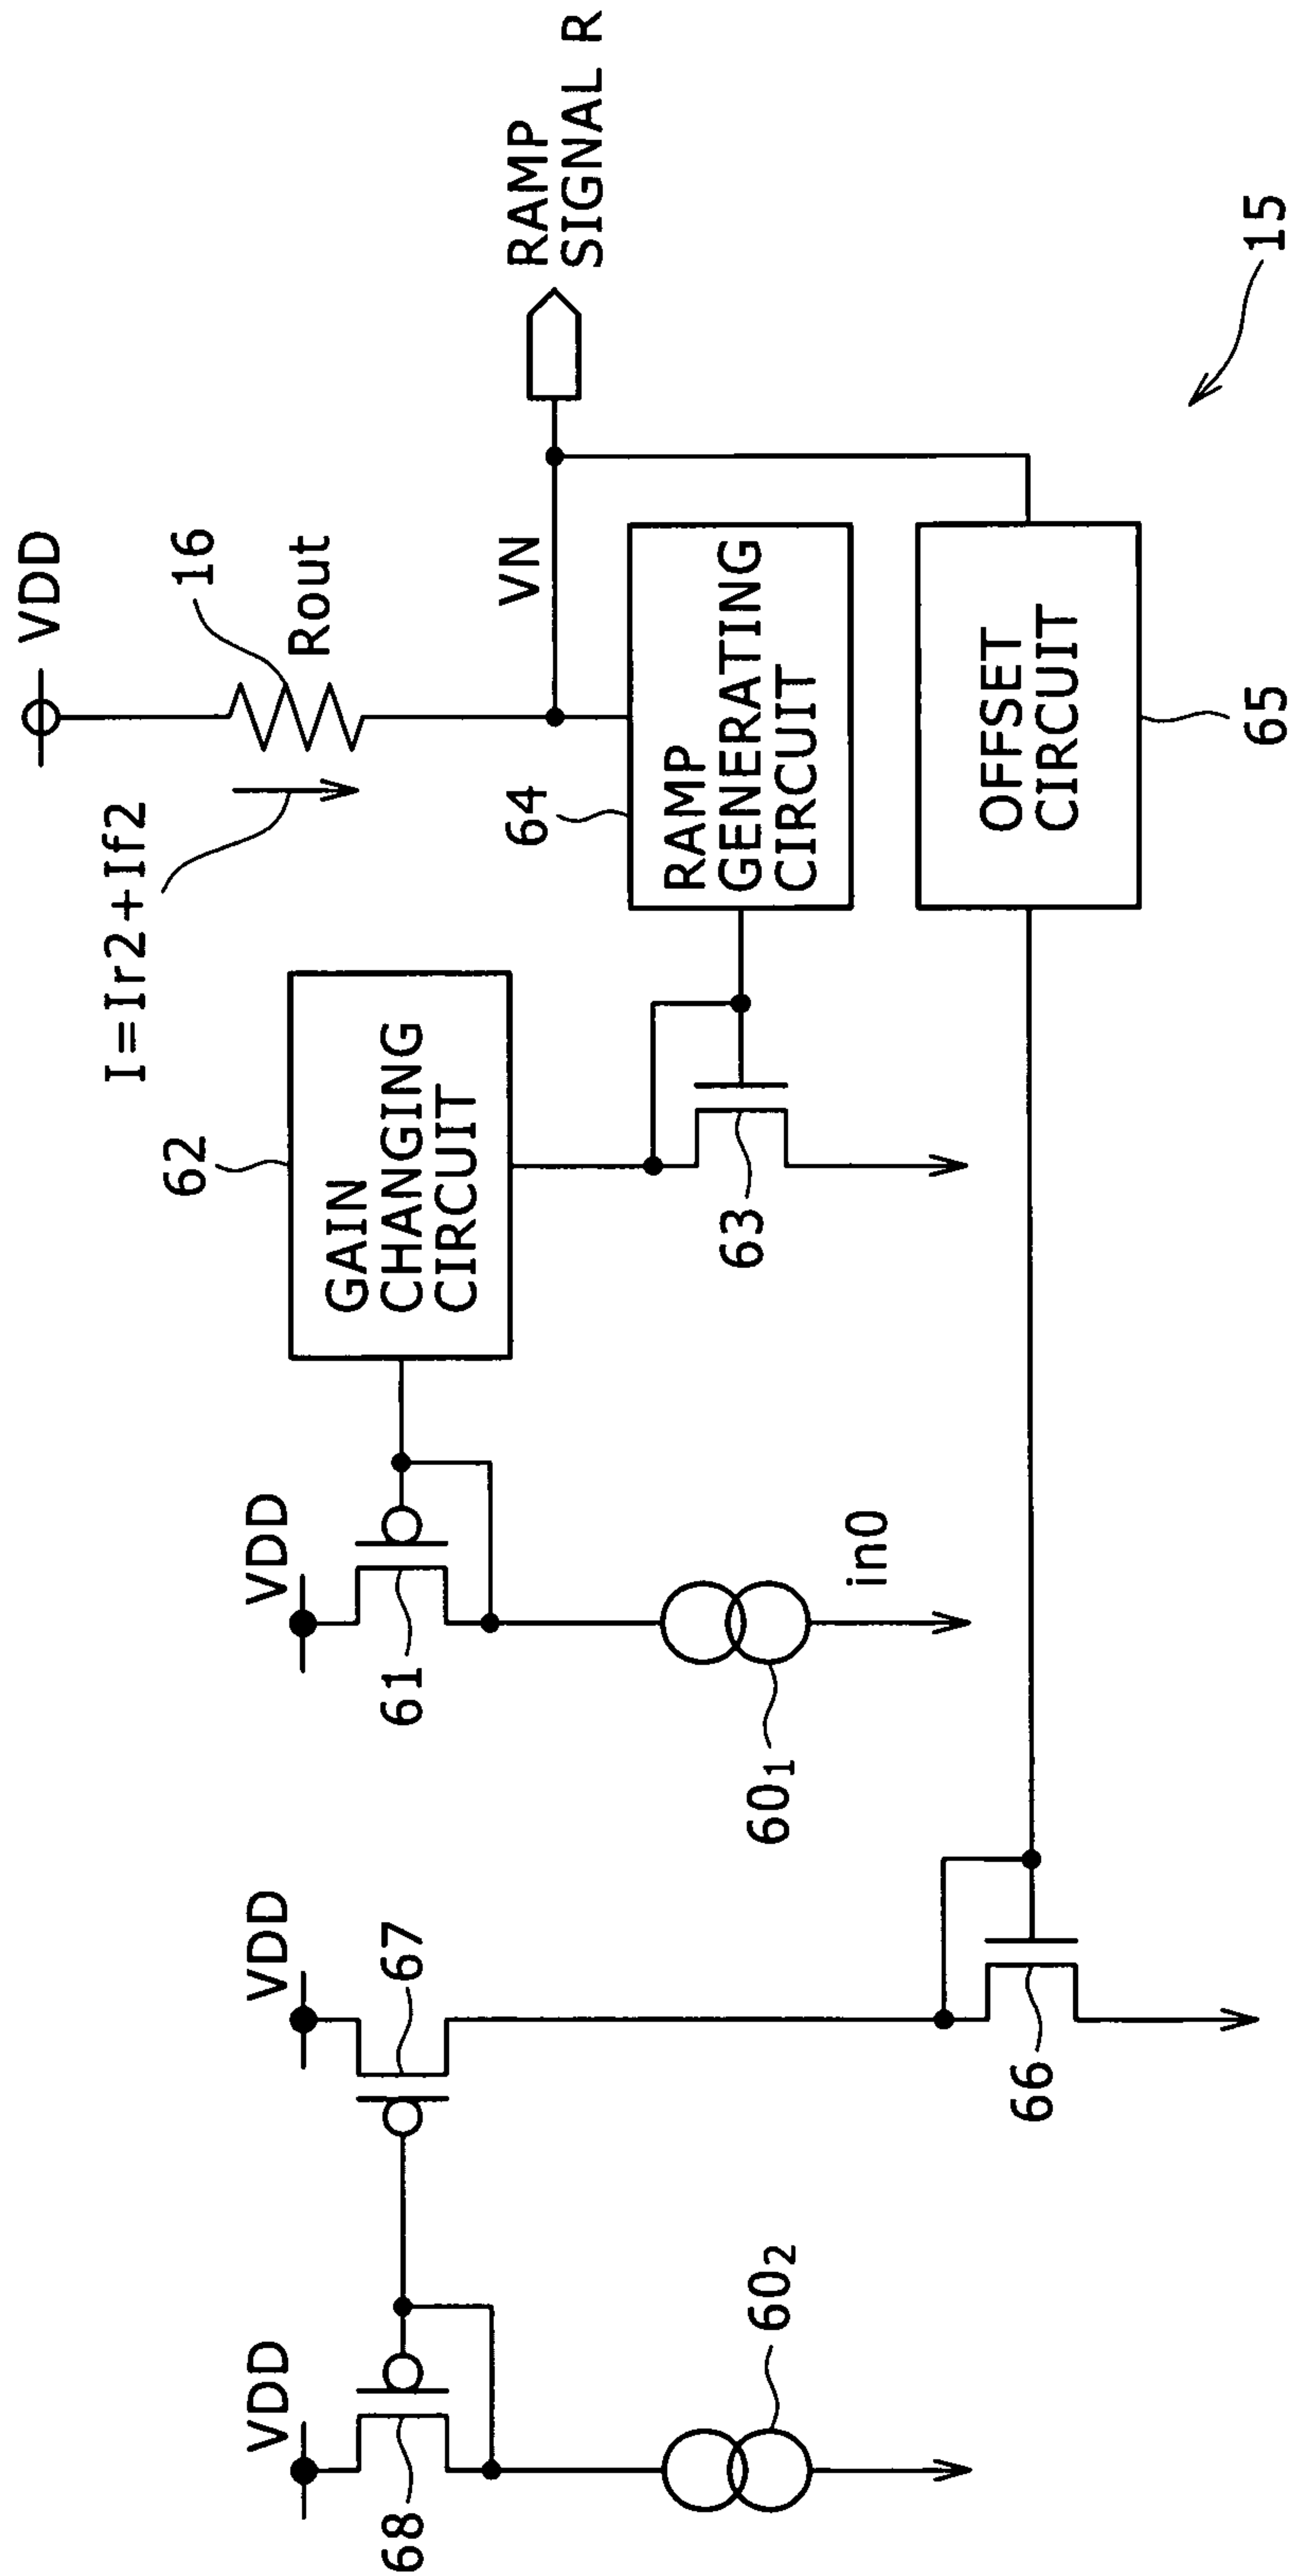 VDD
16
Rout
I=Ir2+If2
VN
RAMP
SIGNAL R
62
GAIN
CHANGING
CIRCUIT
64
RAMP
GENERATING
CIRCUIT
63
OFFSET
CIRCUIT
65
15
VDD
61
in0
60₁
VDD
67
66
VDD
68
60₂